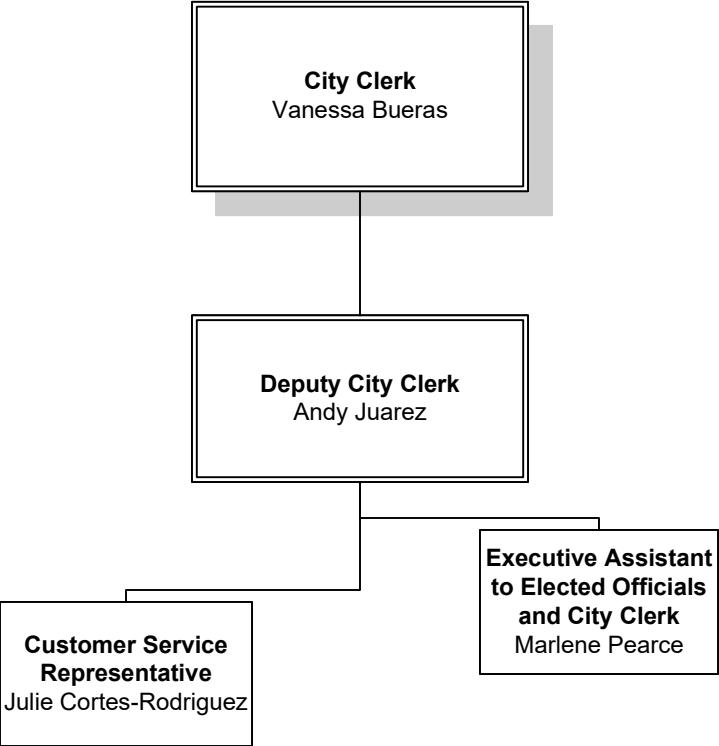 City Clerk
Vanessa Bueras
Deputy City Clerk
Andy Juarez
Executive Assistant
to Elected Officials
and City Clerk
Marlene Pearce
Customer Service
Representative
Julie Cortes-Rodriguez